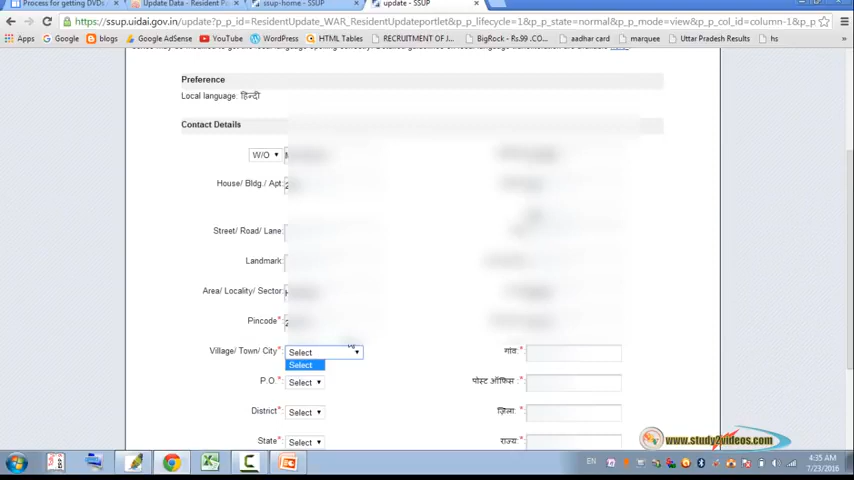 Process for getting DVDs
Update Data - Resident P
ssup-home - SSUP
update - SSUP
https://ssup.uidai.gov.in/update?p_p_id=ResidentUpdate_WAR_ResidentUpdateportlet&p_p_lifecycle=1&p_p_state=normal&p_p_mode=view&p_p_col_id=column-1&p_p
Apps Google blogs YouTube WordPress HTML Tables RECRUITMENT OF J... BigRock - Rs.99 .CO... aadhar card marquee Uttar Pradesh Districts hs Google AdSense
Preference
Local language: हिन्दी
Contact Details
W/O
House/ Bldg./ Apt:
Street/ Road/ Lane:
Landmark:
Area/ Locality/ Sector:
Pincode*:
Village/ Town/ City*: Select गांव:*
Select
P.O.*: Select पोस्ट ऑफिस :*
District*: Select ज़िला:*
State*: Select राज्य:*
www.study2videos.com
EN
4:35 AM
7/23/2016